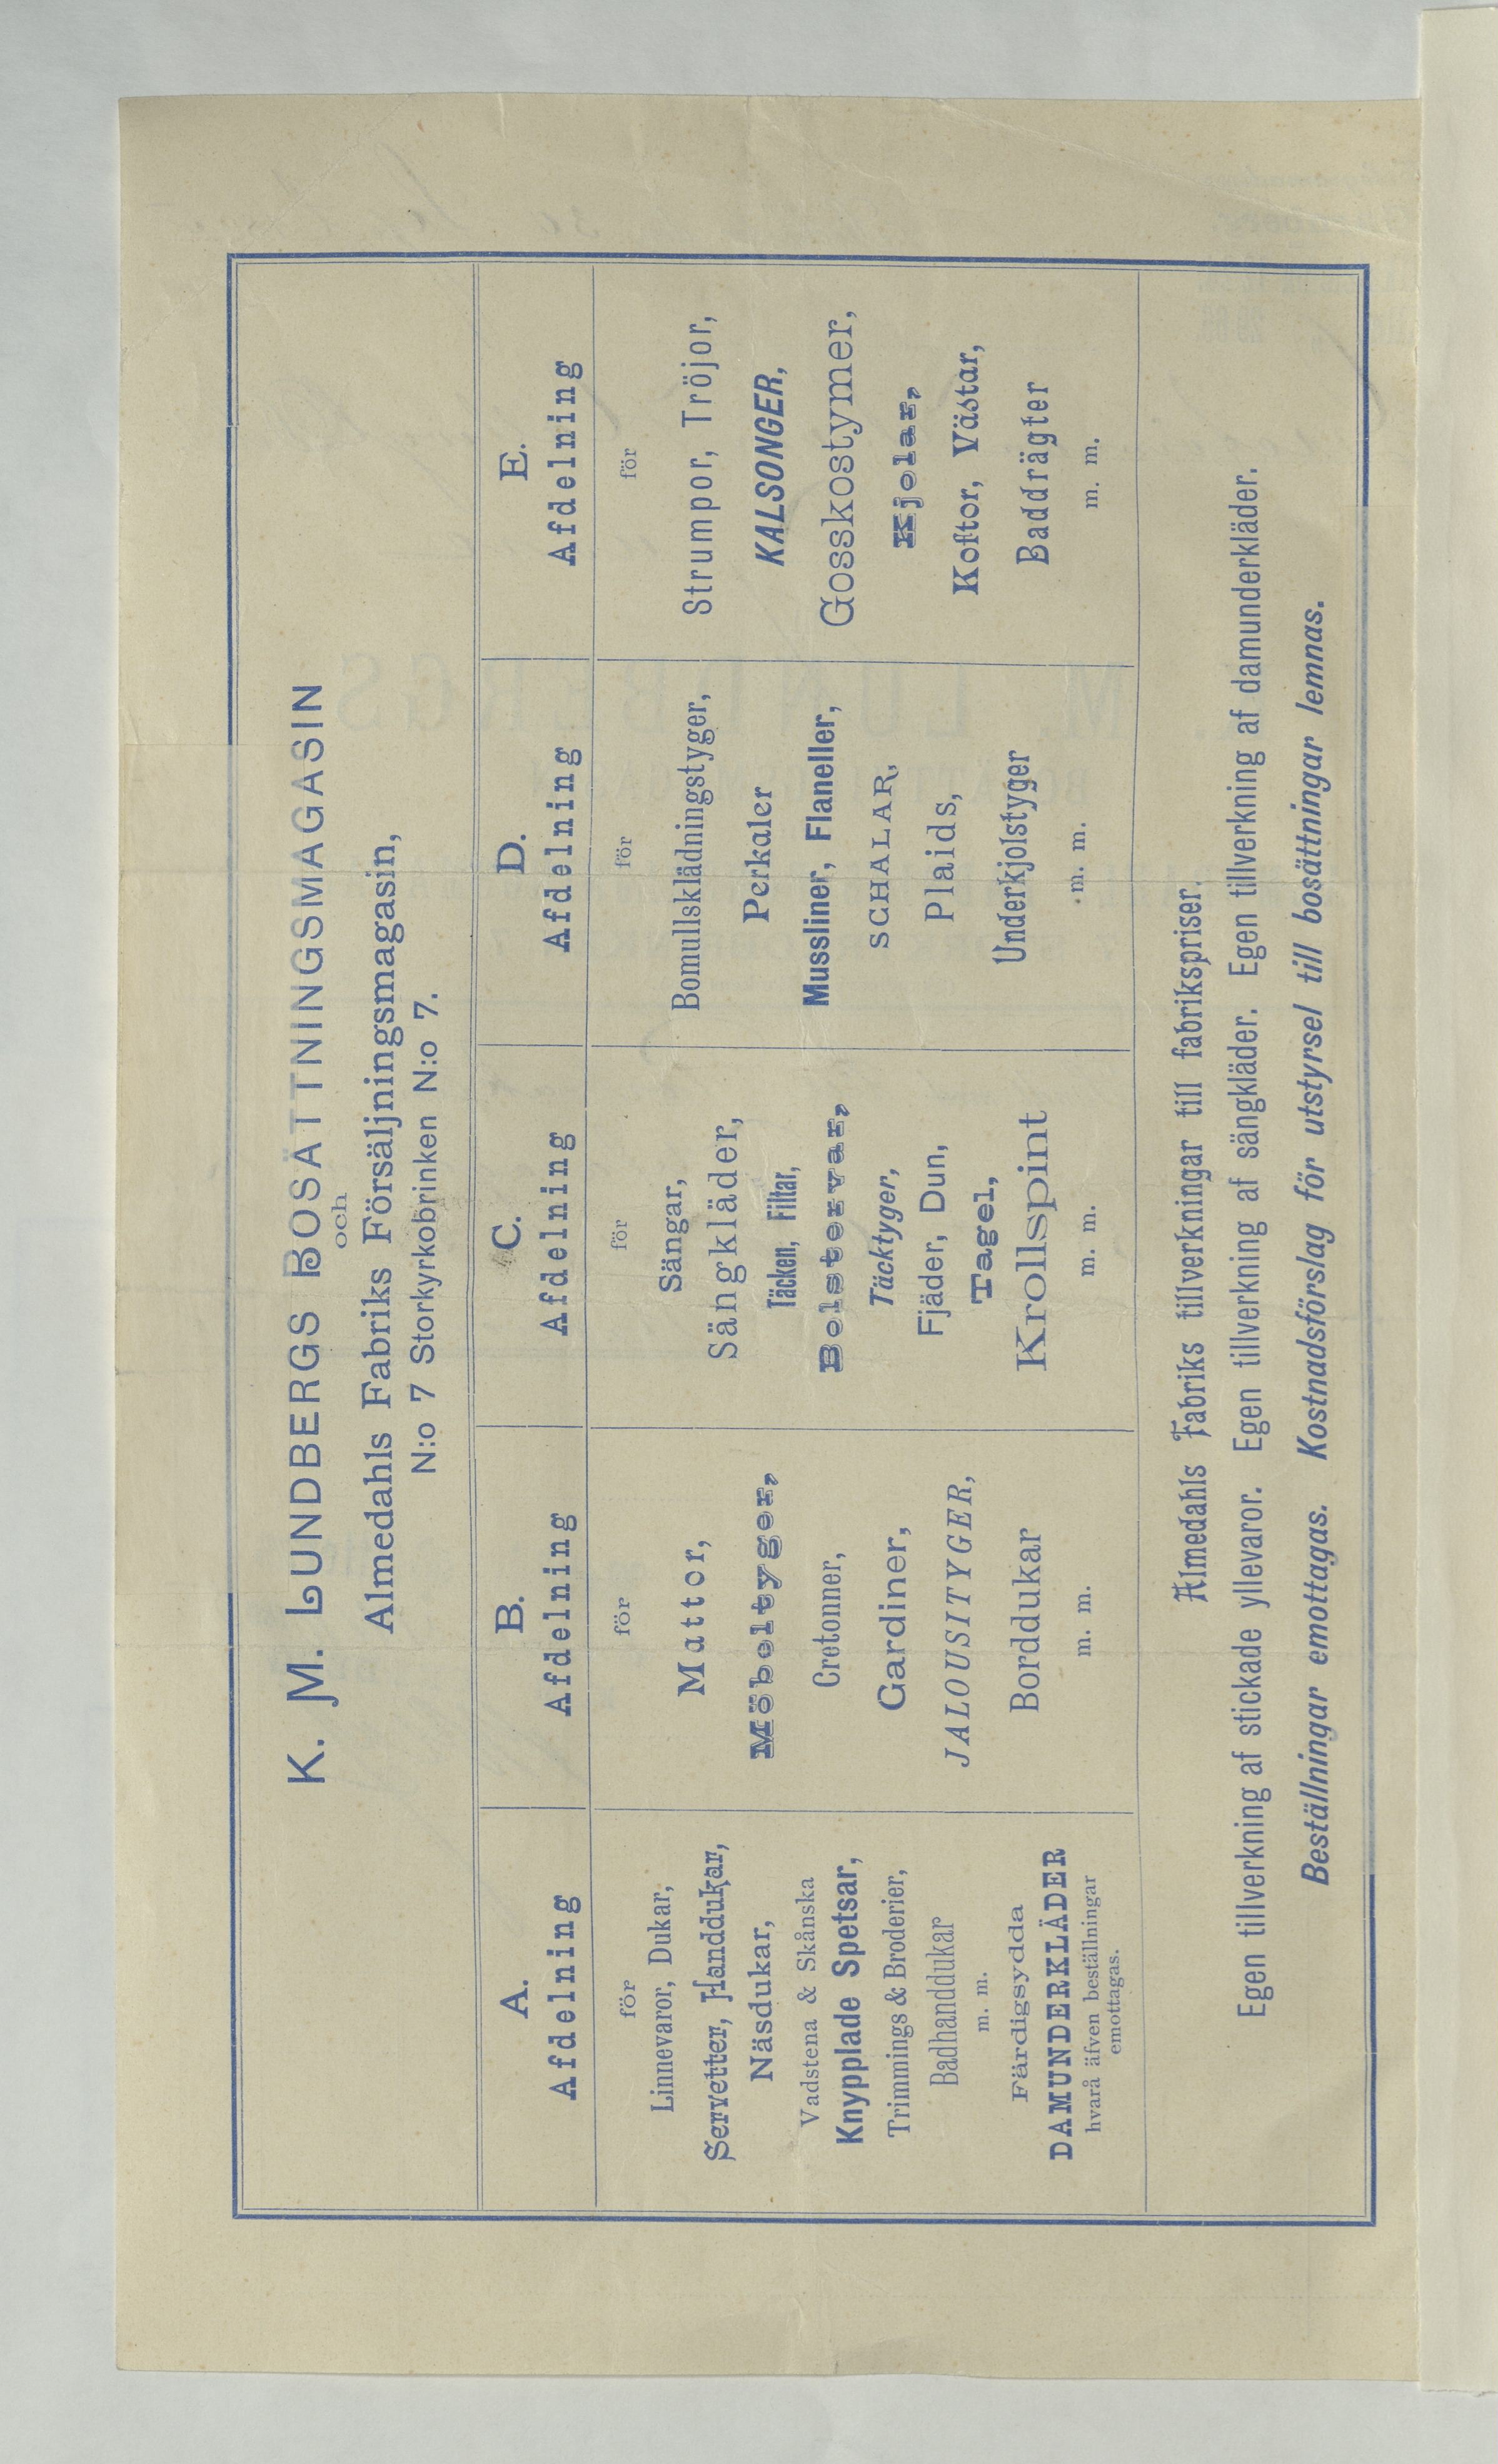 K. M. LUNDBERGS BOSÄTTNINGSMAGASIN
och
Almedahls Fabriks Försäljningsmagasin,
N:o 7 Storkyrkobrinken N:o 7.
A.
Afdelning
för
Linnevaror, Dukar,
Servetter, Handdukar,
Näsdukar,
Vadstena & Skånska
Knypplade Spetsar,
Trimmings & Broderier,
Badhanddukar
m. m.
Färdigsydda
DAMUNDERKLÄDER
hvarå äfven beställningar
emottagas.
B.
Afdelning
för
Mattor,
Möbeltyger,
Cretonner,
Gardiner,
JALOUSITYGER,
Borddukar
m. m.
C.
Afdelning
för
Sängar,
Sängkläder,
Täcken, Filtar,
Bolstervar,
Täcktyger,
Fjäder, Dun,
Tagel,
Krollspint
m. m.
D.
Afdelning
för
Bomullsklädningstyger,
Perkaler
Mussliner, Flaneller,
SCHALAR,
Plaids,
Underkjolstyger
m. m.
E.
Afdelning
för
Strumpor, Tröjor,
KALSONGER,
Gosskostymer,
Kjolar,
Koftor, Västar,
Baddrägter
m. m.
Almedahls Fabriks tillverkningar till fabrikspriser.
Egen tillverkning af stickade yllevaror. Egen tillverkning af sängkläder. Egen tillverkning af damunderkläder.
Beställningar emottagas. Kostnadsförslag för utstyrsel till bosättningar lemnas.